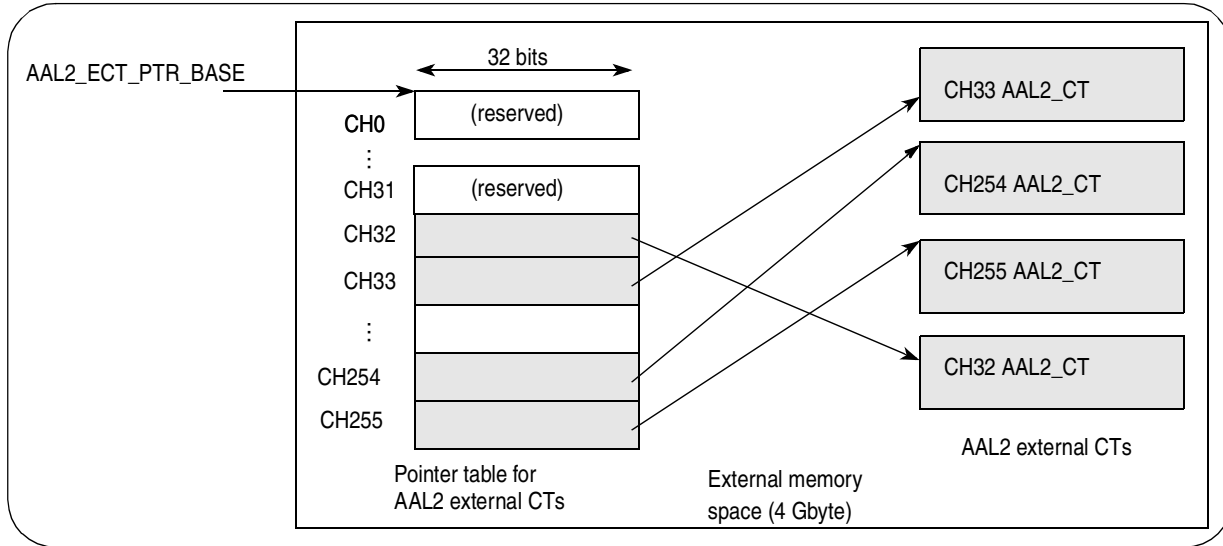 AAL2_ECT_PTR_BASE
32 bits
CH0
(reserved)
⋮
CH31
(reserved)
CH32
CH33
⋮
CH254
CH255
Pointer table for
AAL2 external CTs
External memory
space (4 Gbyte)
CH33 AAL2_CT
CH254 AAL2_CT
CH255 AAL2_CT
CH32 AAL2_CT
AAL2 external CTs